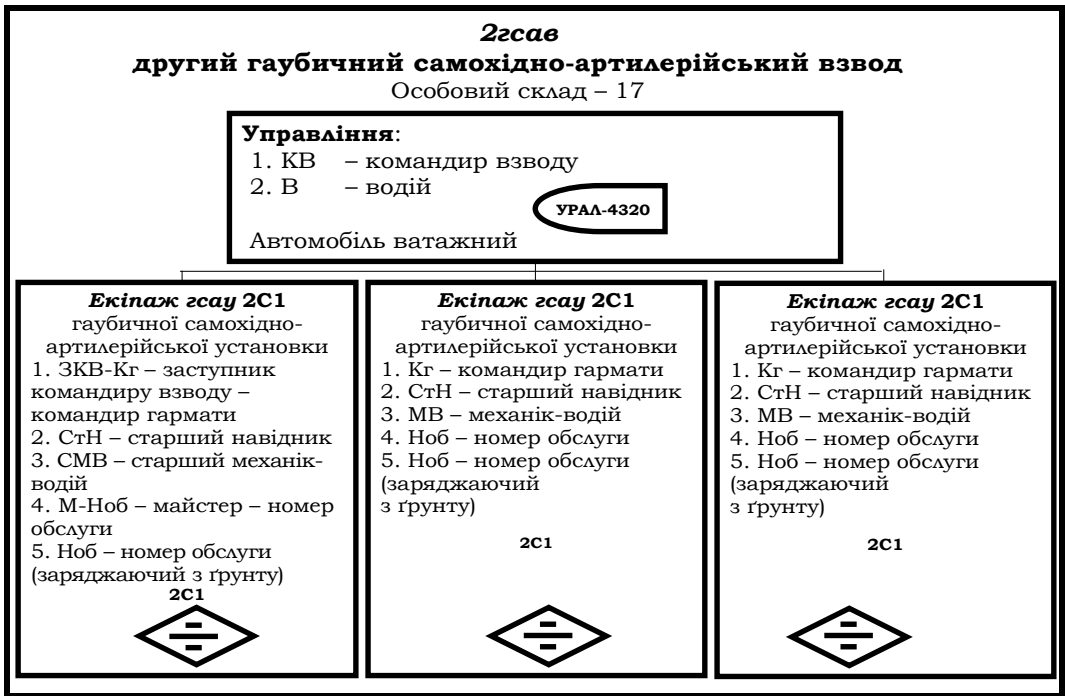 2гсав
другий гаубичний самохідно-артилерійський взвод
Особовий склад – 17
Управління:
1. КВ – командир взводу
2. В – водій
УРАЛ-4320
Автомобіль ватажний
Екіпаж гсау 2С1
гаубичної самохідно-
артилерійської установки
1. ЗКВ-Кг – заступник
командиру взводу –
командир гармати
2. СтН – старший навідник
3. СМВ – старший механік-
водій
4. М-Ноб – майстер – номер
обслуги
5. Ноб – номер обслуги
(заряджаючий з ґрунту)
2С1
Екіпаж гсау 2С1
гаубичної самохідно-
артилерійської установки
1. Кг – командир гармати
2. СтН – старший навідник
3. МВ – механік-водій
4. Ноб – номер обслуги
5. Ноб – номер обслуги
(заряджаючий
з ґрунту)
2С1
Екіпаж гсау 2С1
гаубичної самохідно-
артилерійської установки
1. Кг – командир гармати
2. СтН – старший навідник
3. МВ – механік-водій
4. Ноб – номер обслуги
5. Ноб – номер обслуги
(заряджаючий
з ґрунту)
2С1